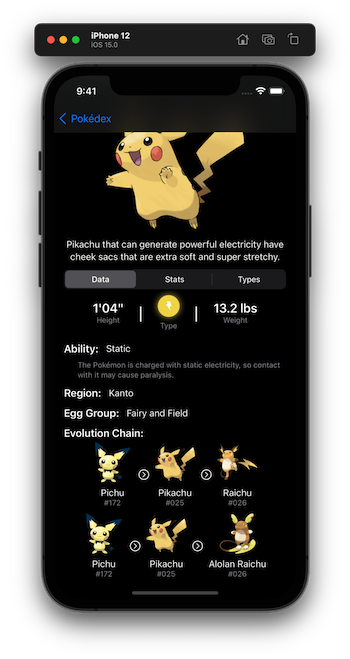 iPhone 12
iOS 15.0
9:41
Pokédex
Pikachu that can generate powerful electricity have
cheek sacs that are extra soft and super stretchy.
Data Stats Types
1'04" 13.2 lbs
Height Type Weight
Ability: Static
The Pokémon is charged with static electricity, so contact
with it may cause paralysis.
Region: Kanto
Egg Group: Fairy and Field
Evolution Chain:
Pichu Pikachu Raichu
#172 #025 #026
Pichu Pikachu Alolan Raichu
#172 #025 #026